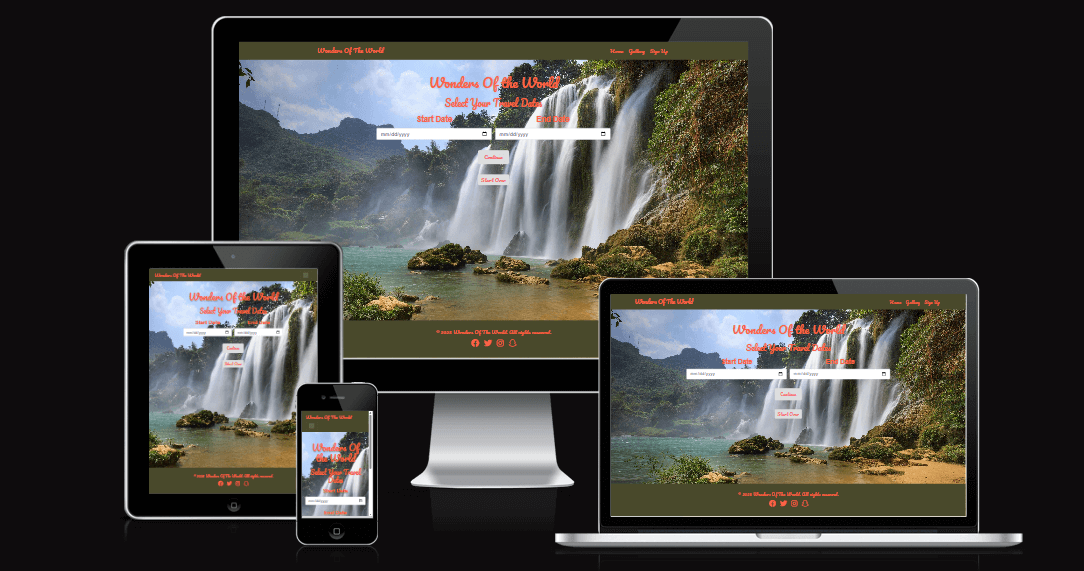 Wonders Of The World
Home Gallery Sign Up
Wonders Of the World
Select Your Travel Dates
Start Date End Date
mm/dd/yyyy mm/dd/yyyy
Continue
Start Over
Wonders Of The World All rights reserved.
Wonders Of The World
Wonders Of the World
Select Your Travel Dates
Start Date End Date
mm/dd/yyyy mm/dd/yyyy
Continue
Start Over
Wonders Of The World All rights reserved.
Wonders Of The World
Wonders Of
the World
Select Your Travel
Dates
Start Date
mm/dd/yyyy
End Date
Wonders Of The World
Home Gallery Sign Up
Wonders Of the World
Select Your Travel Dates
Start Date End Date
mm/dd/yyyy mm/dd/yyyy
Continue
Start Over
Wonders Of The World All rights reserved.